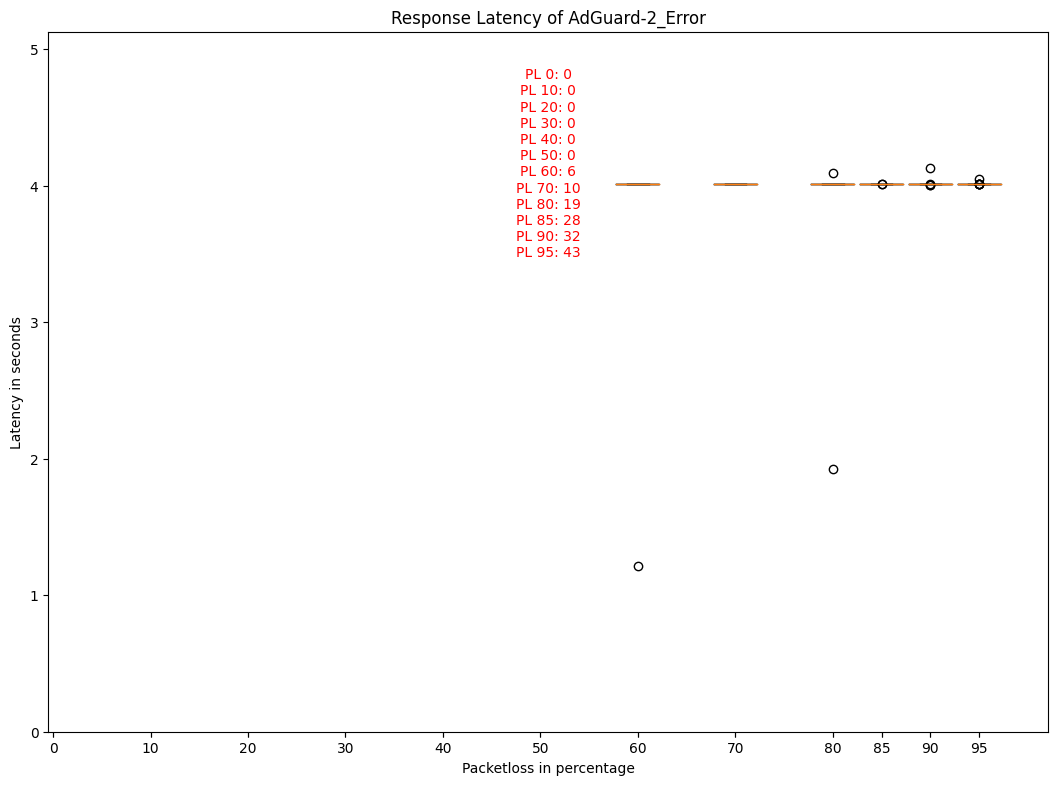 Response Latency of AdGuard-2_Error
5
PL 0: 0
PL 10: 0
PL 20: 0
PL 30: 0
PL 40: 0
PL 50: 0
PL 60: 6
PL 70: 10
PL 80: 19
PL 85: 28
PL 90: 32
PL 95: 43
4
3
2
1
0
Latency in seconds
0 10 20 30 40 50 60 70 80 85 90 95
Packetloss in percentage